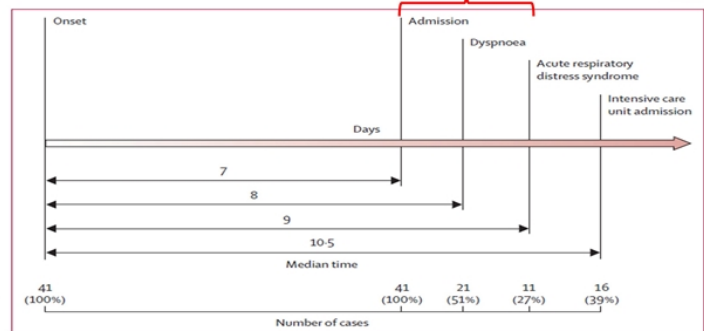 Onset
Admission
Dyspnoea
Acute respiratory
distress syndrome
Intensive care
unit admission
Days
7
8
9
10·5
Median time
41 41 21 11 16
(100%) (100%) (51%) (27%) (39%)
Number of cases